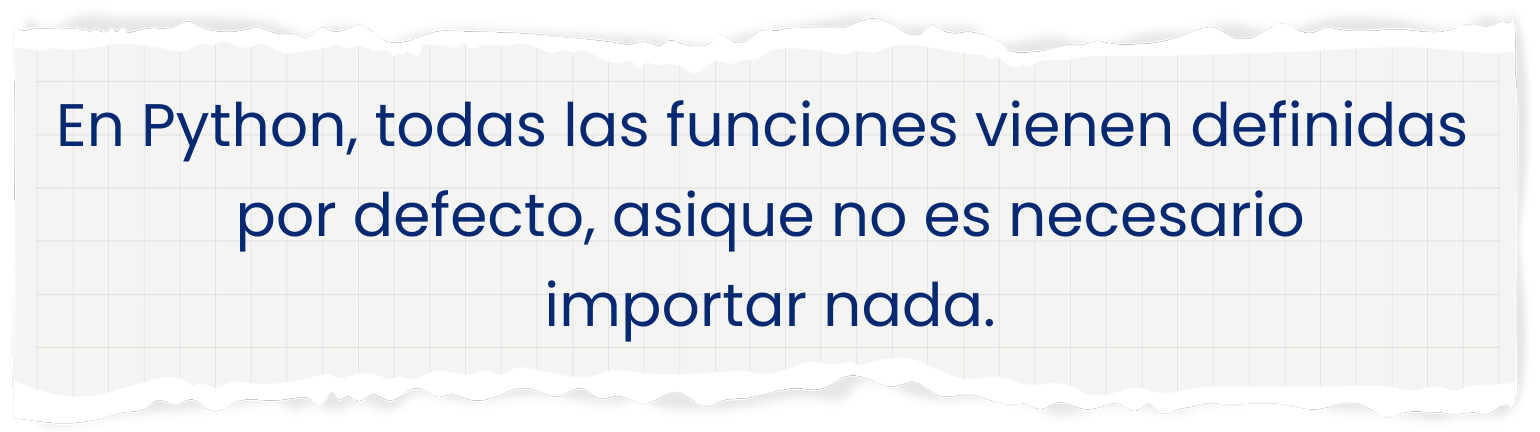 En Python, todas las funciones vienen definidas
por defecto, asique no es necesario
importar nada.